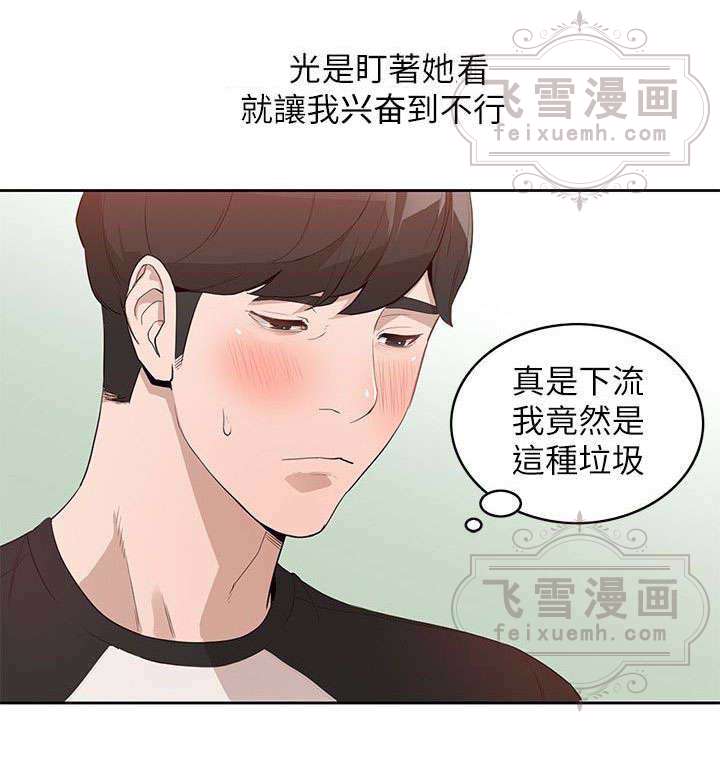 光是盯著她看
就讓我兴奋到不行
飞雪漫画
feixuemh.com
真是下流
我竟然是
這種垃圾
飞雪漫画
feixuemh.com